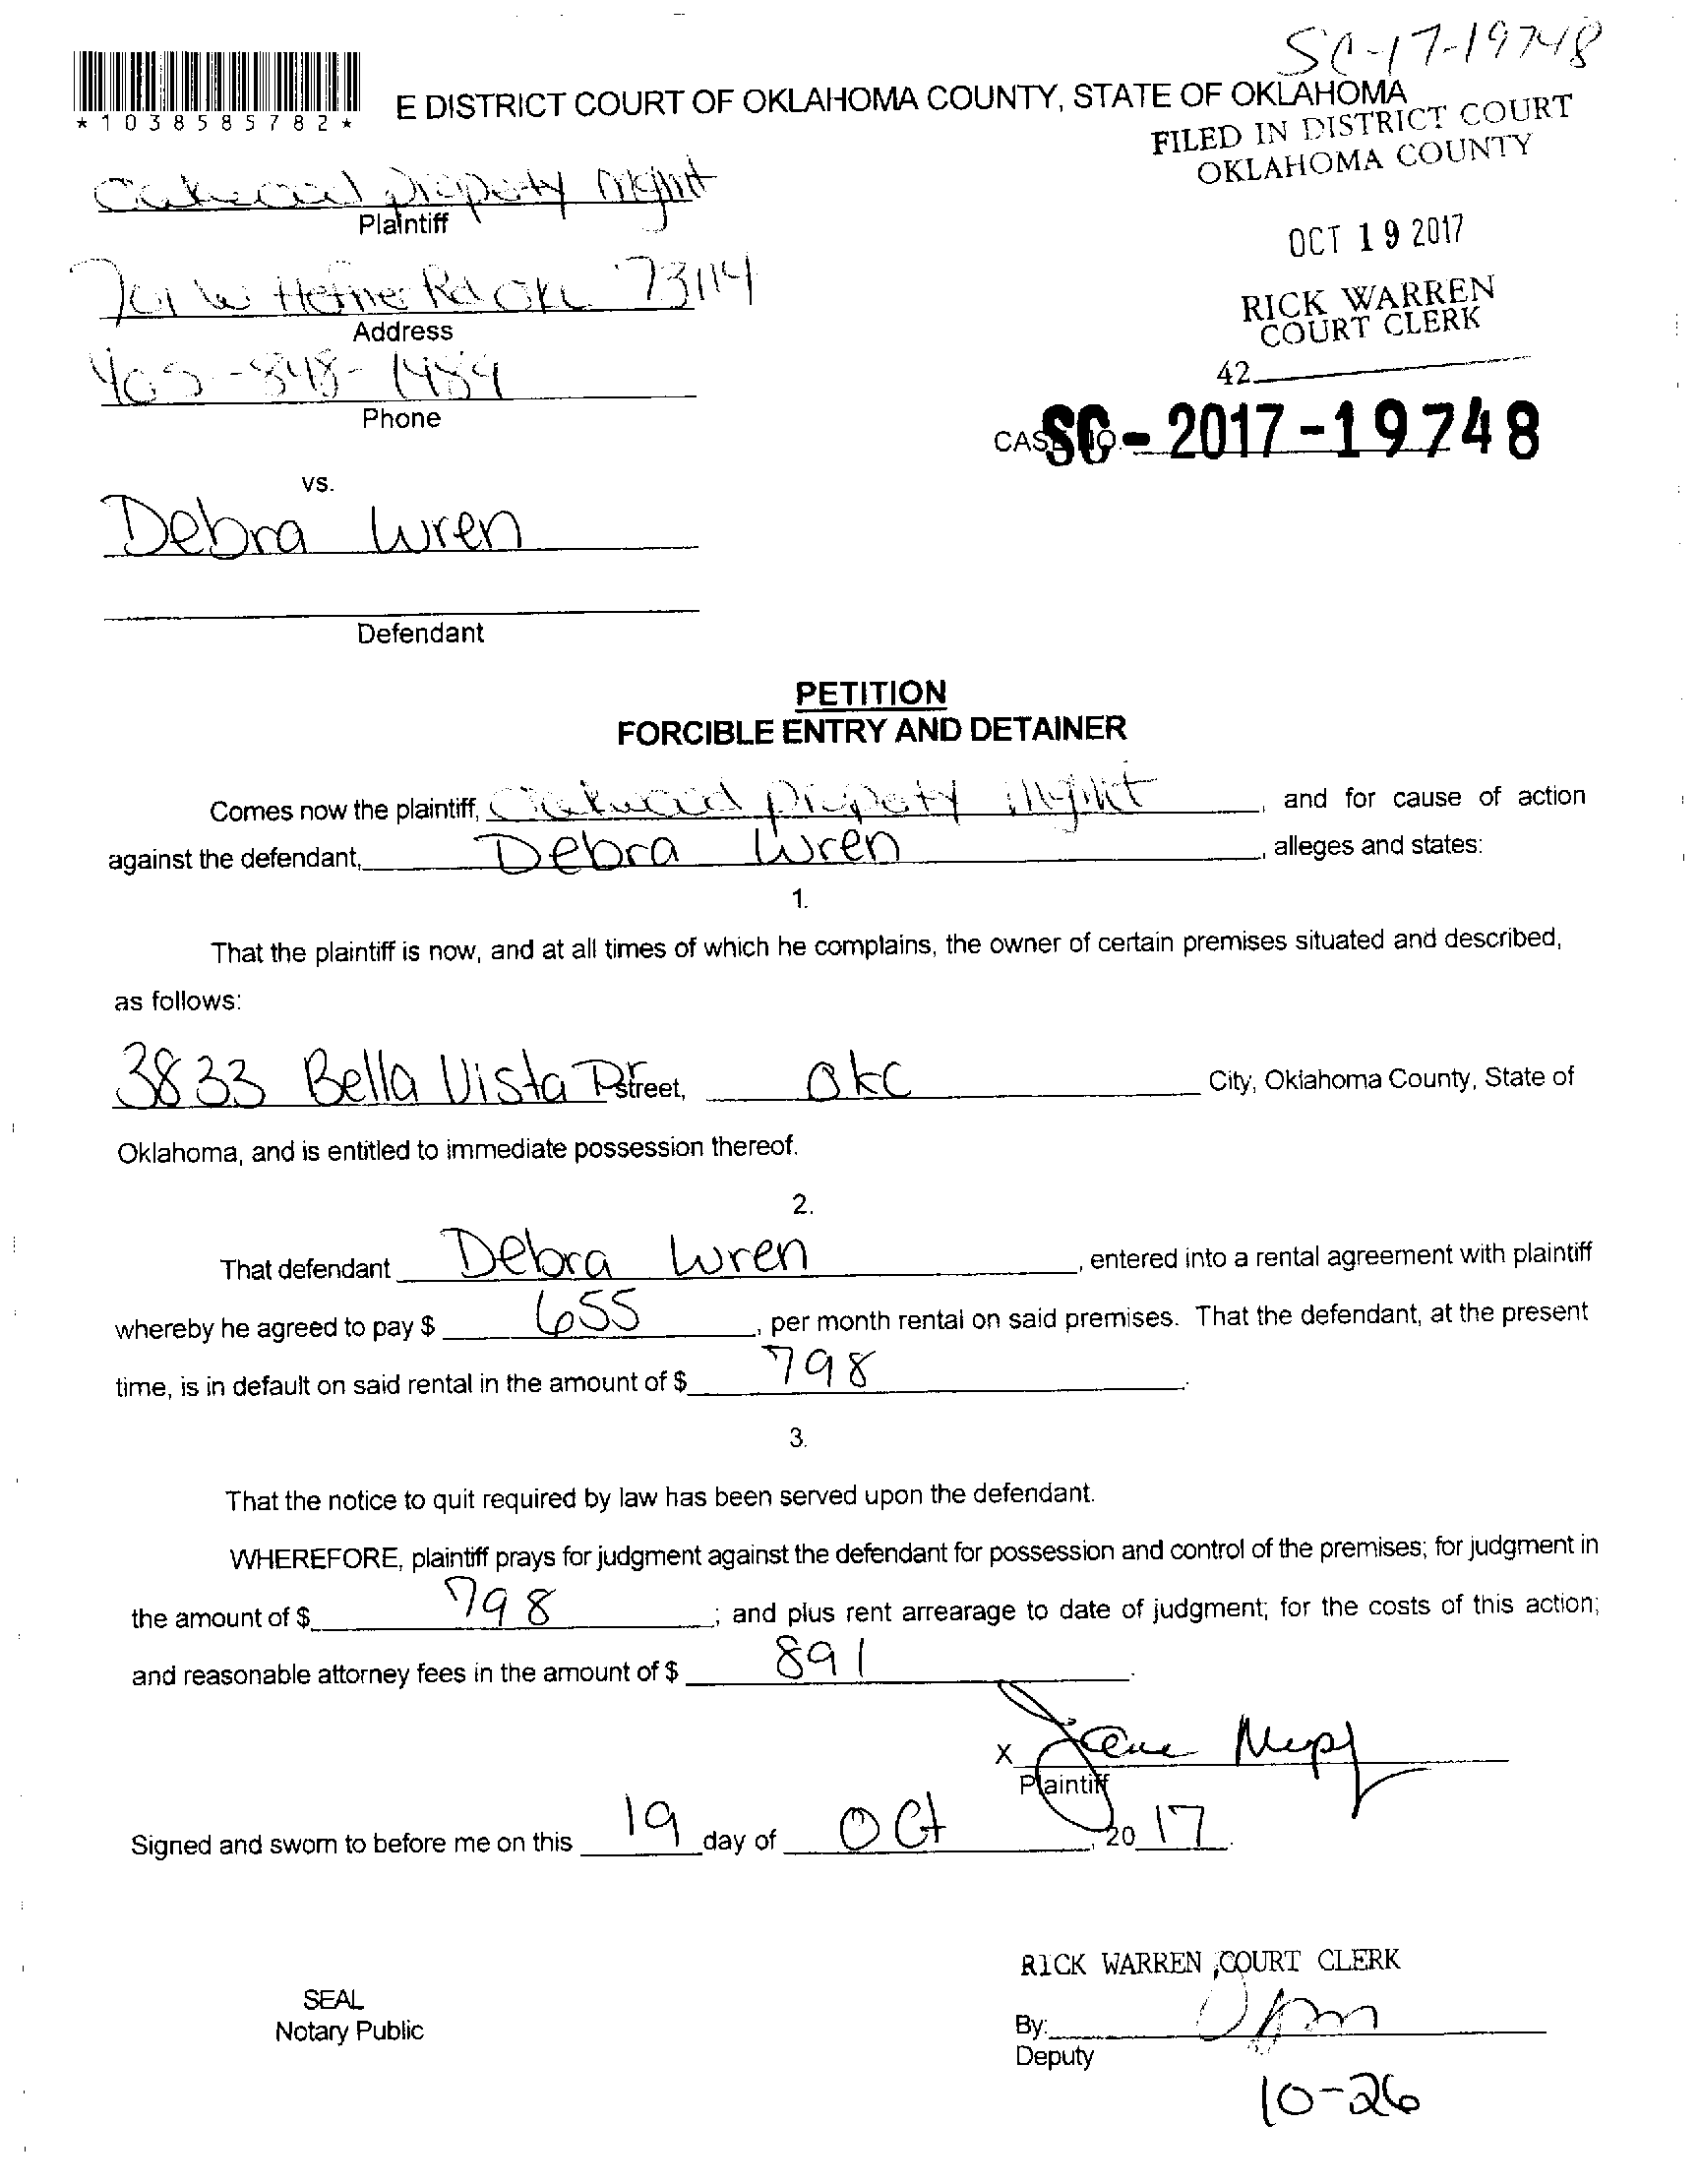 SC-17-19748
*1038585782*
E DISTRICT COURT OF OKLAHOMA COUNTY, STATE OF OKLAHOMA
FILED IN DISTRICT COURT
OKLAHOMA COUNTY
Oakwood Property Mgmt
Plaintiff
OCT 19 2017
701 W Hefner Rd OKC 73114
Address
RICK WARREN
COURT CLERK
405-848-1484
Phone
42
CASE NO. SC-2017-19748
vs.
Debra Wren
Defendant
PETITION
FORCIBLE ENTRY AND DETAINER
Comes now the plaintiff, Oakwood Property Mgmt, and for cause of action
against the defendant, Debra Wren, alleges and states:
1.
That the plaintiff is now, and at all times of which he complains, the owner of certain premises situated and described,
as follows:
3833 Bella Vista Dr Street, OKC City, Oklahoma County, State of
Oklahoma, and is entitled to immediate possession thereof.
2.
That defendant Debra Wren, entered into a rental agreement with plaintiff
whereby he agreed to pay $ 655, per month rental on said premises. That the defendant, at the present
time, is in default on said rental in the amount of $ 798.
3.
That the notice to quit required by law has been served upon the defendant.
WHEREFORE, plaintiff prays for judgment against the defendant for possession and control of the premises; for judgment in
the amount of $ 798; and plus rent arrearage to date of judgment; for the costs of this action;
and reasonable attorney fees in the amount of $ 891.
X
Plaintiff
Signed and sworn to before me on this 19 day of Oct, 2017.
RICK WARREN, COURT CLERK
SEAL
Notary Public
By:
Deputy
10-26